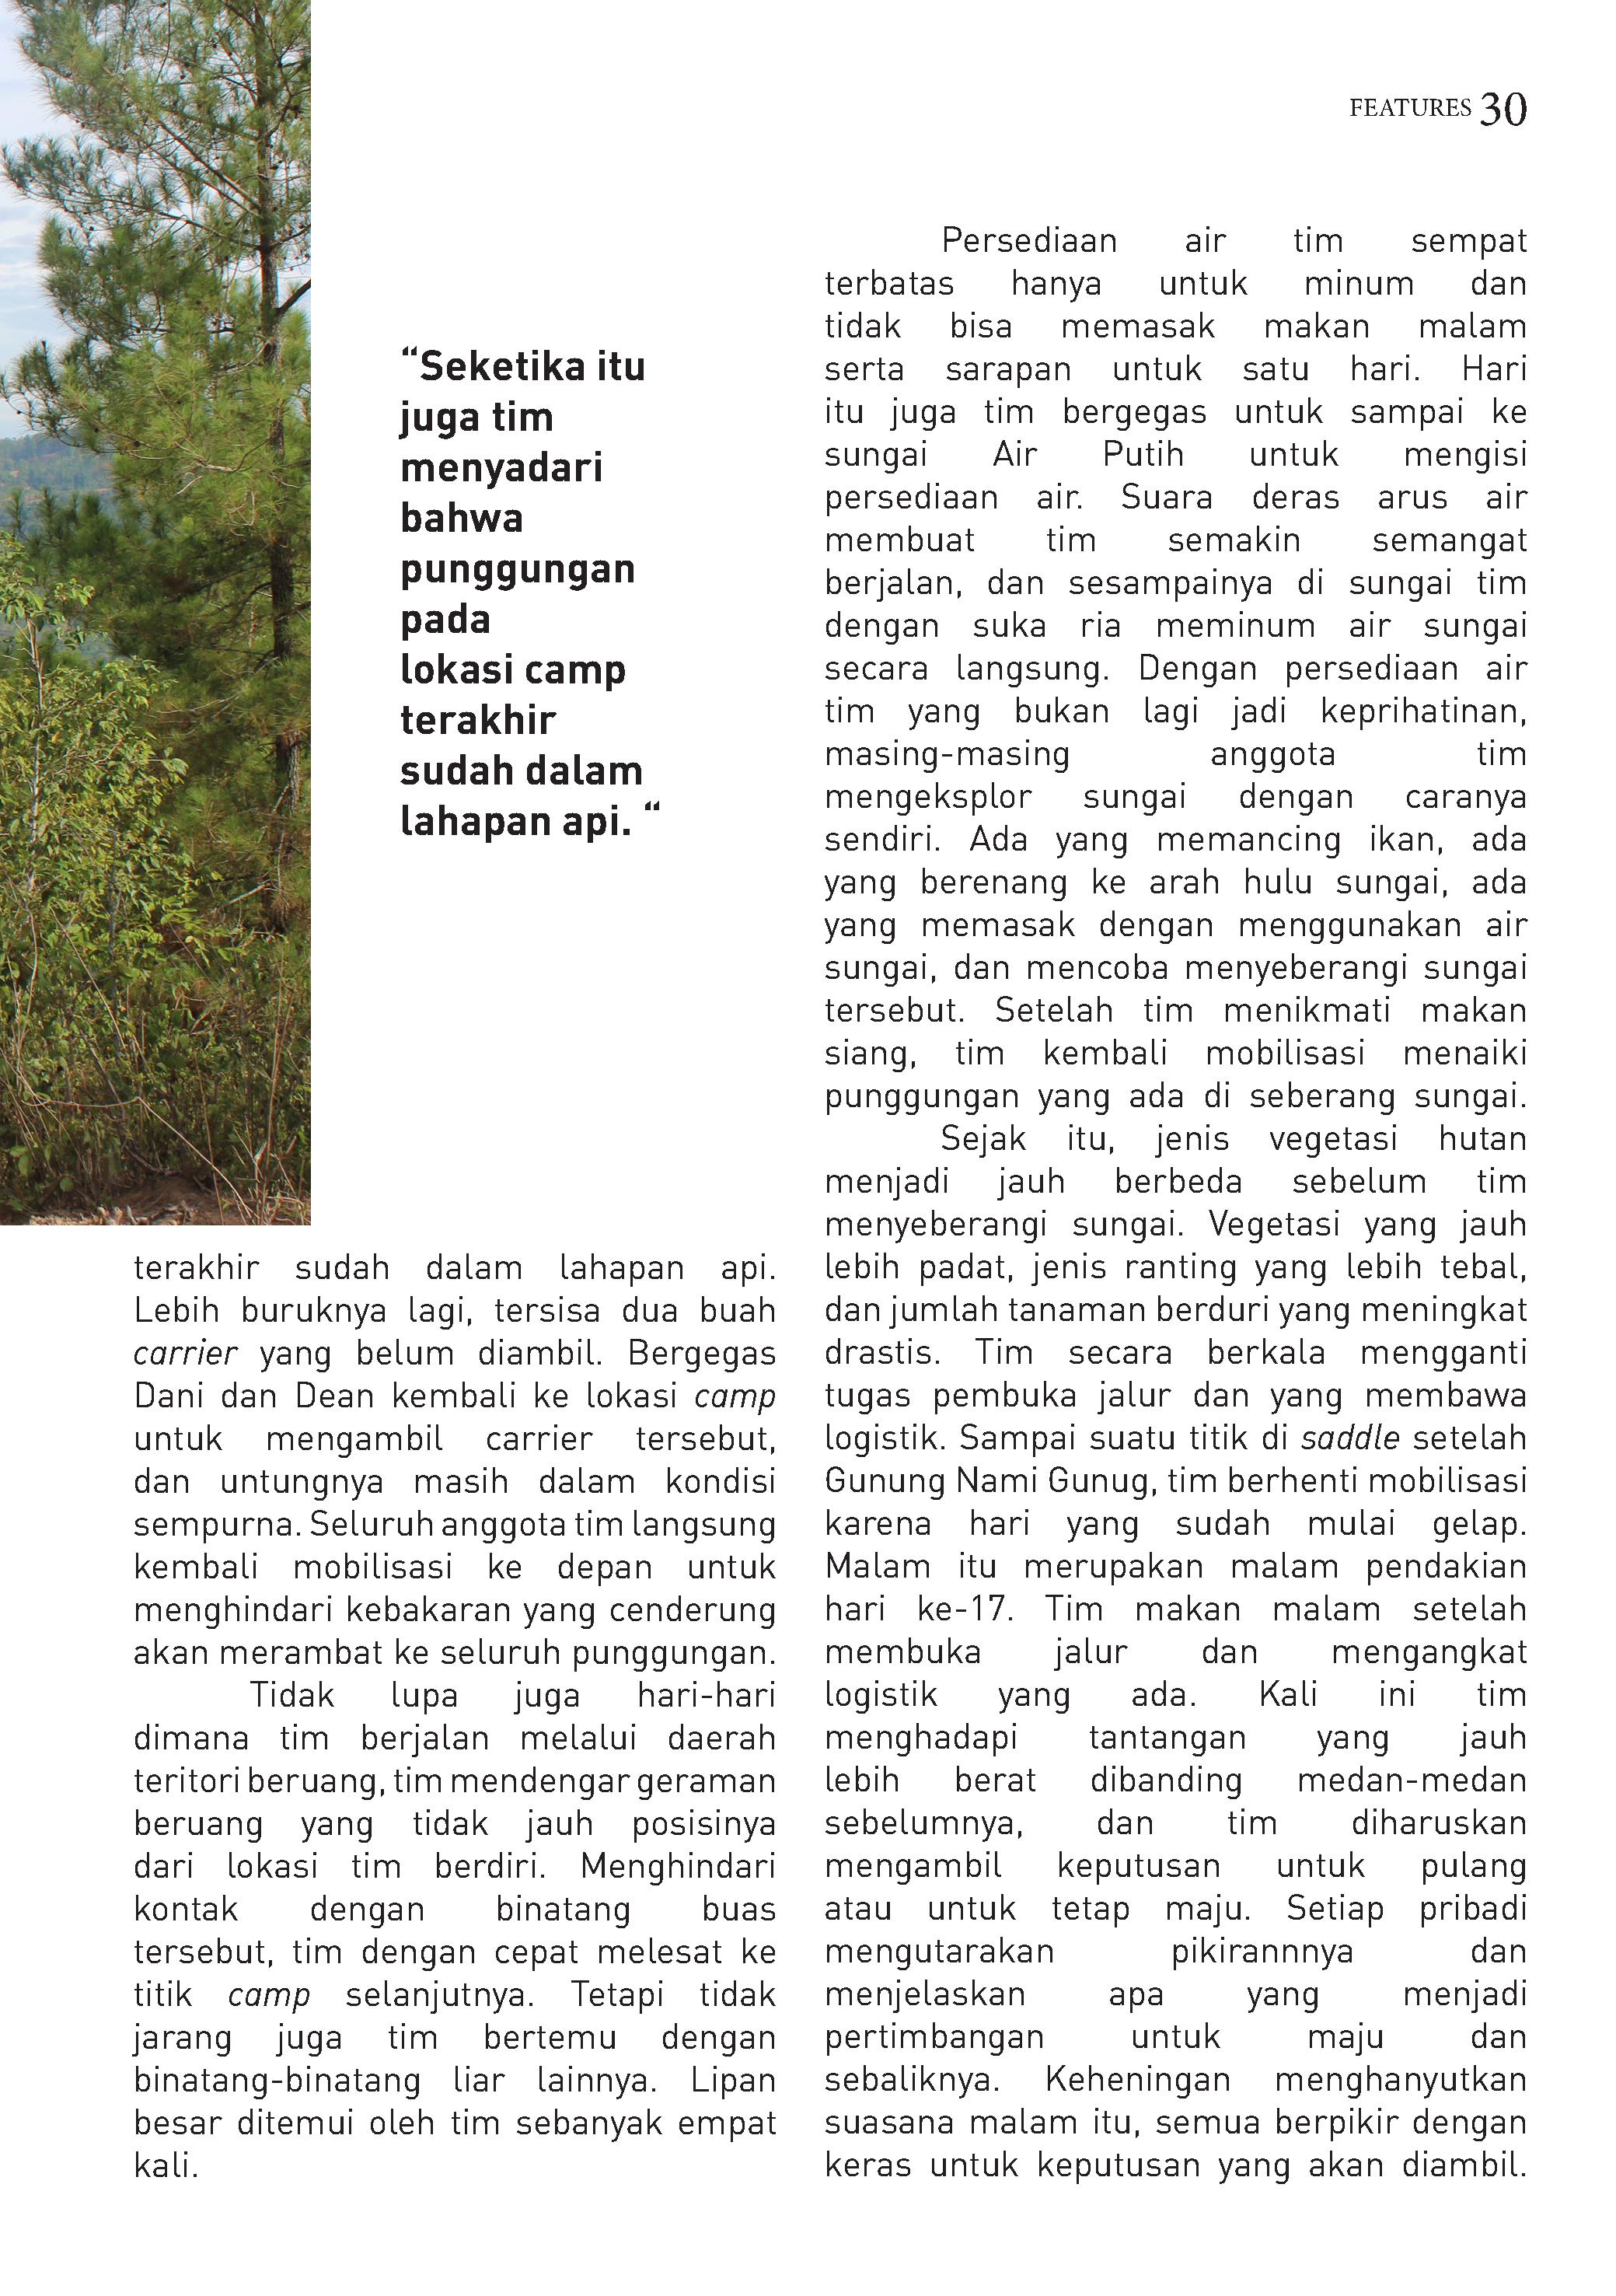 FEATURES 30
“Seketika itu
juga tim
menyadari
bahwa
punggungan
pada
lokasi camp
terakhir
sudah dalam
lahapan api. “
terakhir sudah dalam lahapan api.
Lebih buruknya lagi, tersisa dua buah
carrier yang belum diambil. Bergegas
Dani dan Dean kembali ke lokasi camp
untuk mengambil carrier tersebut,
dan untungnya masih dalam kondisi
sempurna. Seluruh anggota tim langsung
kembali mobilisasi ke depan untuk
menghindari kebakaran yang cenderung
akan merambat ke seluruh punggungan.
Tidak lupa juga hari-hari
dimana tim berjalan melalui daerah
teritori beruang, tim mendengar geraman
beruang yang tidak jauh posisinya
dari lokasi tim berdiri. Menghindari
kontak dengan binatang buas
tersebut, tim dengan cepat melesat ke
titik camp selanjutnya. Tetapi tidak
jarang juga tim bertemu dengan
binatang-binatang liar lainnya. Lipan
besar ditemui oleh tim sebanyak empat
kali.
Persediaan air tim sempat
terbatas hanya untuk minum dan
tidak bisa memasak makan malam
serta sarapan untuk satu hari. Hari
itu juga tim bergegas untuk sampai ke
sungai Air Putih untuk mengisi
persediaan air. Suara deras arus air
membuat tim semakin semangat
berjalan, dan sesampainya di sungai tim
dengan suka ria meminum air sungai
secara langsung. Dengan persediaan air
tim yang bukan lagi jadi keprihatinan,
masing-masing anggota tim
mengeksplor sungai dengan caranya
sendiri. Ada yang memancing ikan, ada
yang berenang ke arah hulu sungai, ada
yang memasak dengan menggunakan air
sungai, dan mencoba menyeberangi sungai
tersebut. Setelah tim menikmati makan
siang, tim kembali mobilisasi menaiki
punggungan yang ada di seberang sungai.
Sejak itu, jenis vegetasi hutan
menjadi jauh berbeda sebelum tim
menyeberangi sungai. Vegetasi yang jauh
lebih padat, jenis ranting yang lebih tebal,
dan jumlah tanaman berduri yang meningkat
drastis. Tim secara berkala mengganti
tugas pembuka jalur dan yang membawa
logistik. Sampai suatu titik di saddle setelah
Gunung Nami Gunug, tim berhenti mobilisasi
karena hari yang sudah mulai gelap.
Malam itu merupakan malam pendakian
hari ke-17. Tim makan malam setelah
membuka jalur dan mengangkat
logistik yang ada. Kali ini tim
menghadapi tantangan yang jauh
lebih berat dibanding medan-medan
sebelumnya, dan tim diharuskan
mengambil keputusan untuk pulang
atau untuk tetap maju. Setiap pribadi
mengutarakan pikirannnya dan
menjelaskan apa yang menjadi
pertimbangan untuk maju dan
sebaliknya. Keheningan menghanyutkan
suasana malam itu, semua berpikir dengan
keras untuk keputusan yang akan diambil.